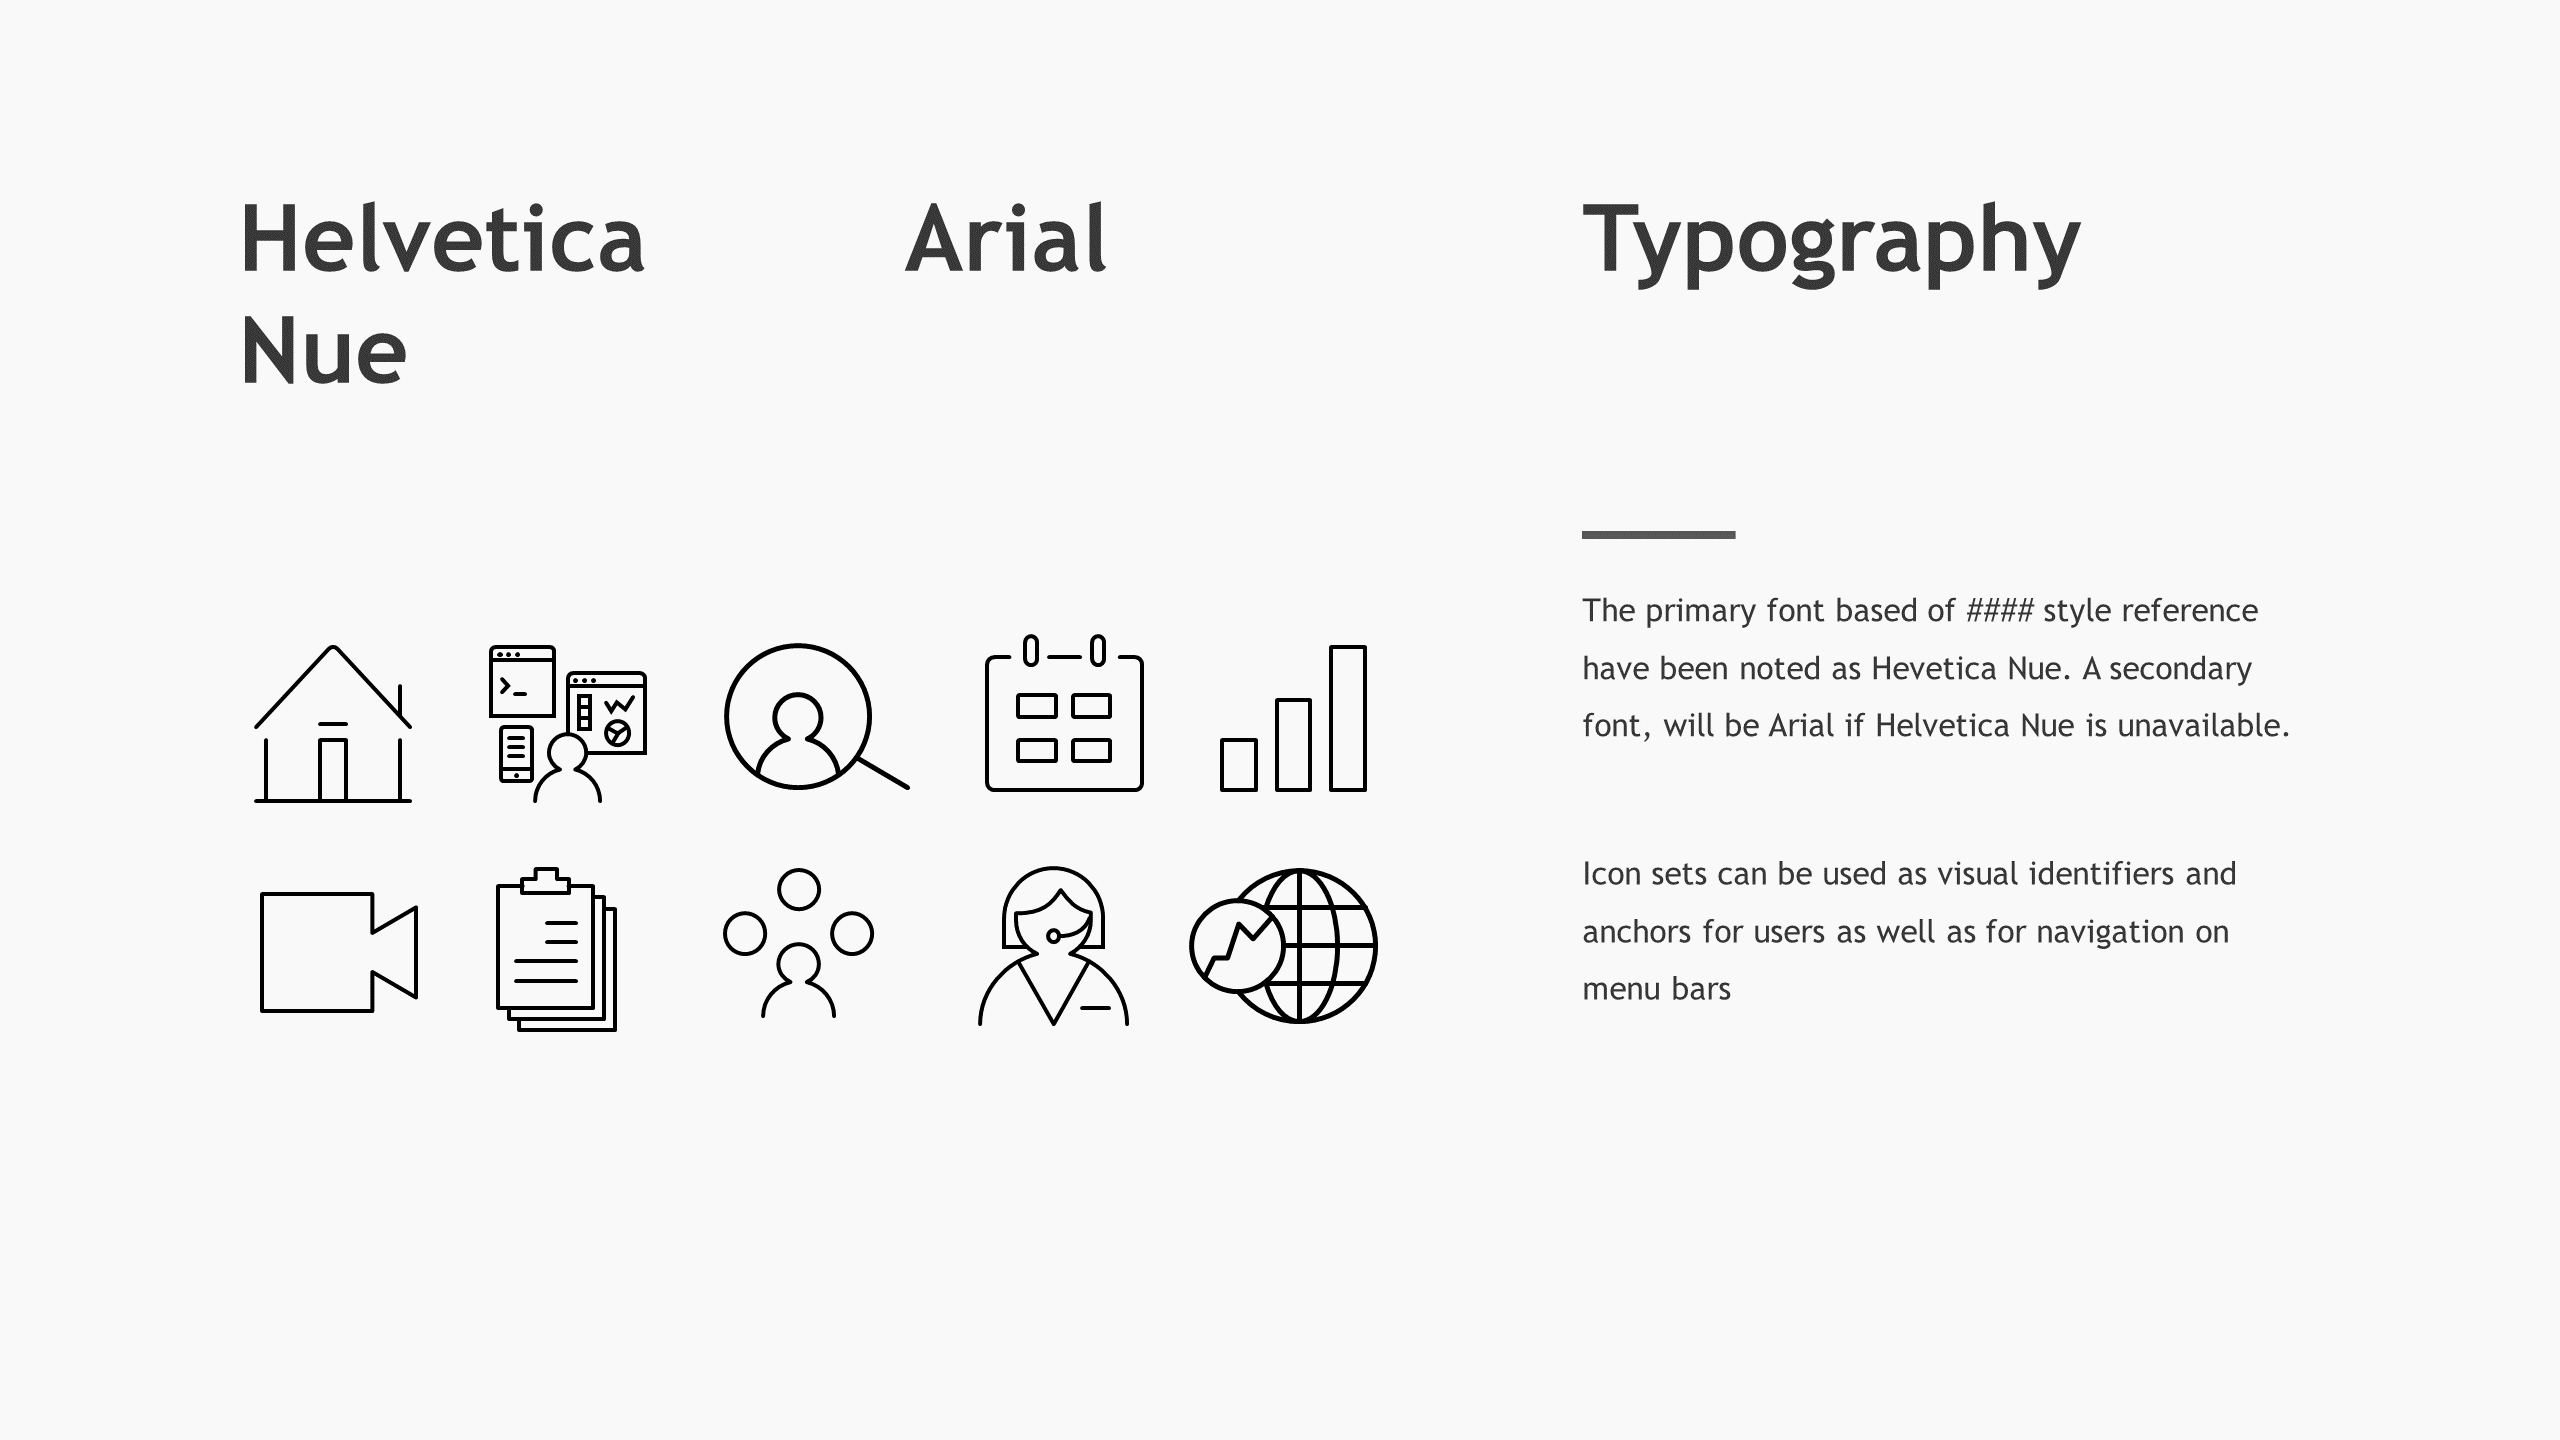 Helvetica
Nue
Arial
Typography
The primary font based of #### style reference
have been noted as Hevetica Nue. A secondary
font, will be Arial if Helvetica Nue is unavailable.
Icon sets can be used as visual identifiers and
anchors for users as well as for navigation on
menu bars